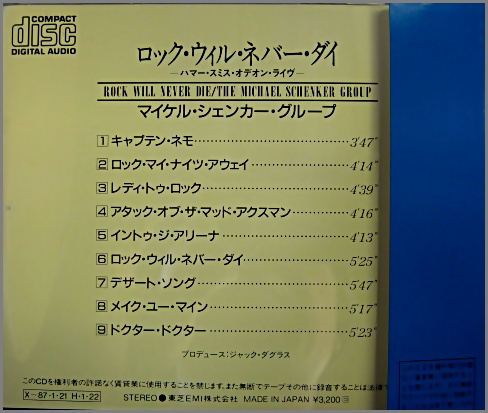 COMPACT
disc
DIGITAL AUDIO
ロック・ウィル・ネバー・ダイ
—ハマー・スミス・オデオン・ライヴ—
ROCK WILL NEVER DIE/THE MICHAEL SCHENKER GROUP
マイケル・シェンカー・グループ
1 キャプテン・ネモ 3'47"
2 ロック・マイ・ナイツ・アウェイ 4'14"
3 レディ・トゥ・ロック 4'39"
4 アタック・オブ・ザ・マッド・アクスマン 4'16"
5 イントゥ・ジ・アリーナ 4'13"
6 ロック・ウィル・ネバー・ダイ 5'25"
7 デザート・ソング 5'47"
8 メイク・ユー・マイン 5'17"
9 ドクター・ドクター 5'23"
プロデュース:ジャック・ダグラス
このCDを権利者の許諾なく賃貸業に使用することを禁じます。また無断でテープその他に録音することは法律で
X-87・1・21 H・1・22 STEREO ● 東芝EMI株式会社 MADE IN JAPAN ¥3,200